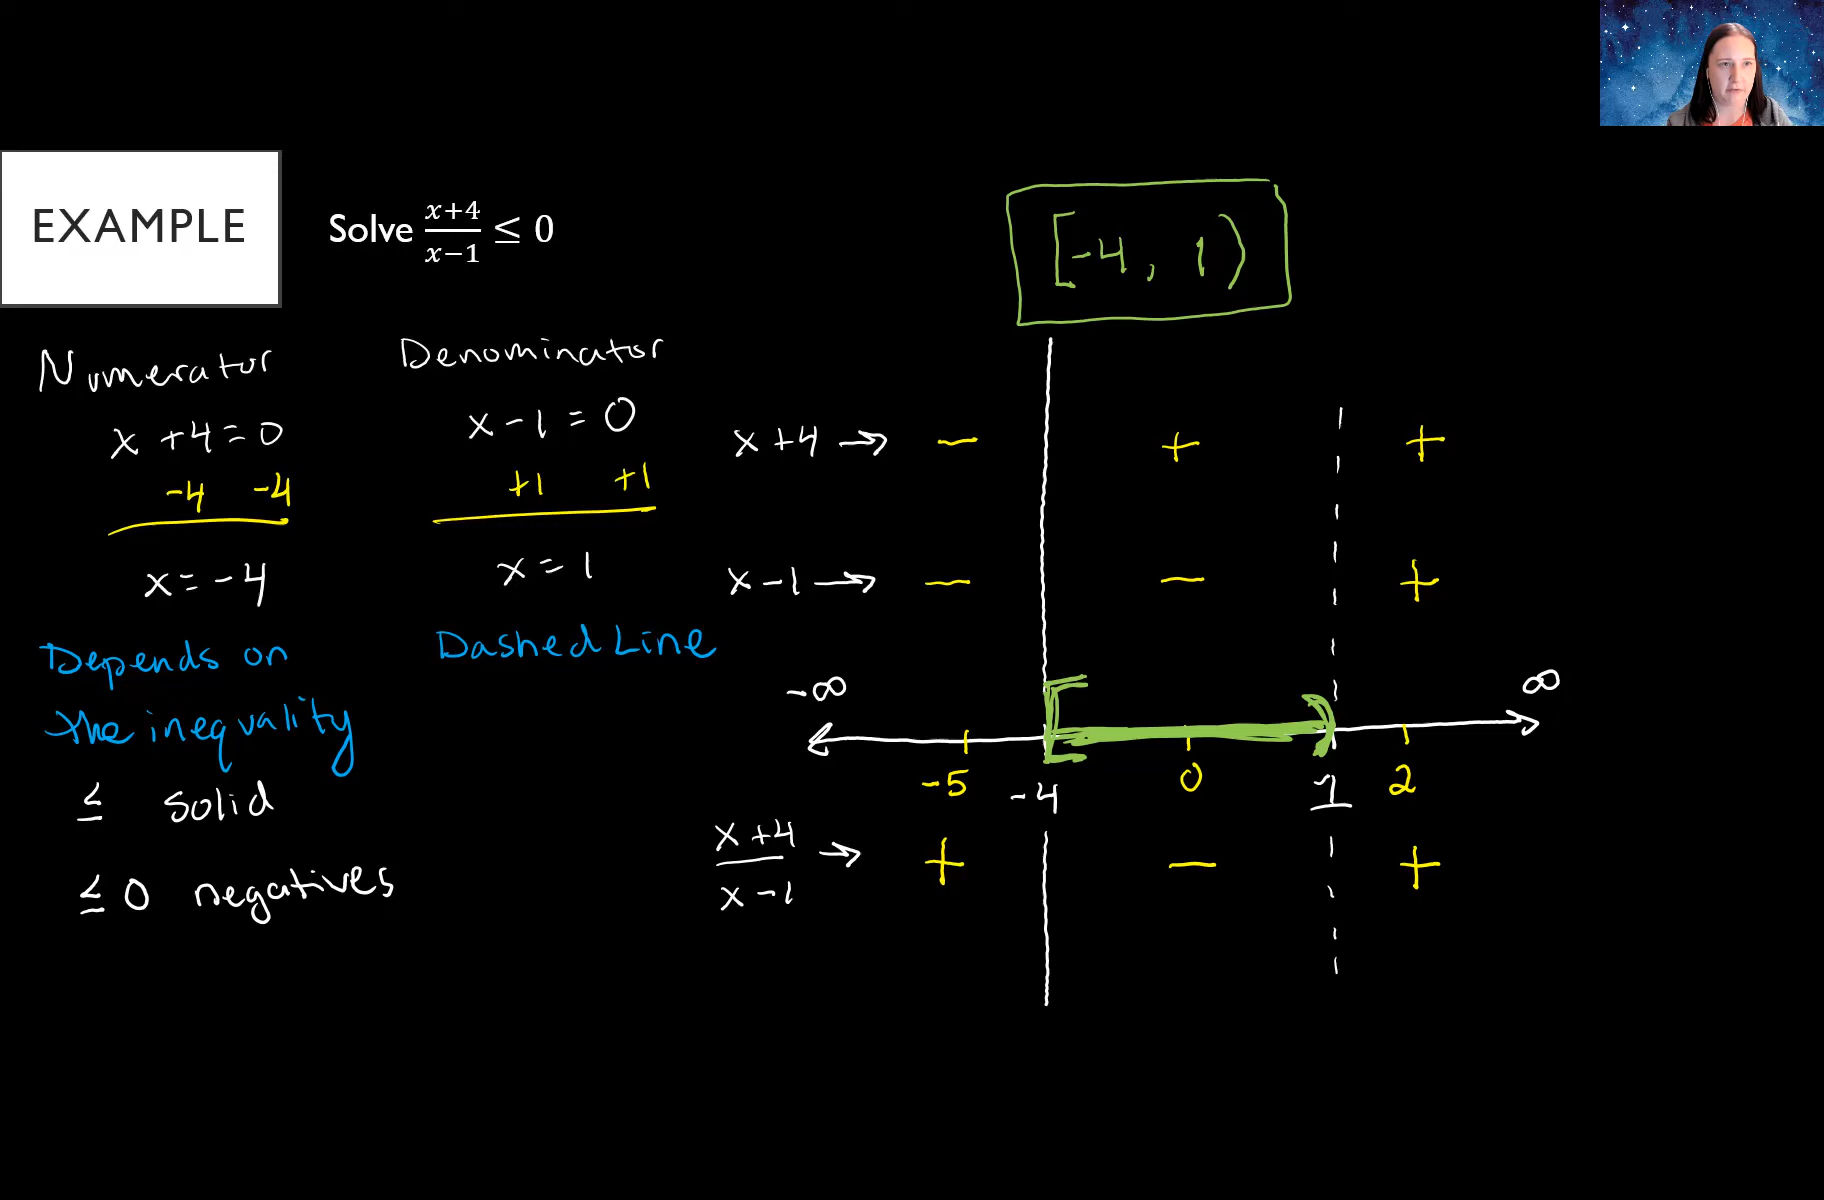 EXAMPLE
Solve (x+4)/(x−1) ≤ 0
[-4, 1)
Numerator
x + 4 = 0
-4 -4
x = -4
Depends on
the inequality
≤ solid
≤ 0 negatives
Denominator
x - 1 = 0
+1 +1
x = 1
Dashed Line
x + 4 → - + +
x - 1 → - - +
-∞ ∞
-5 -4 0 1 2
(x + 4)/(x - 1) → + - +